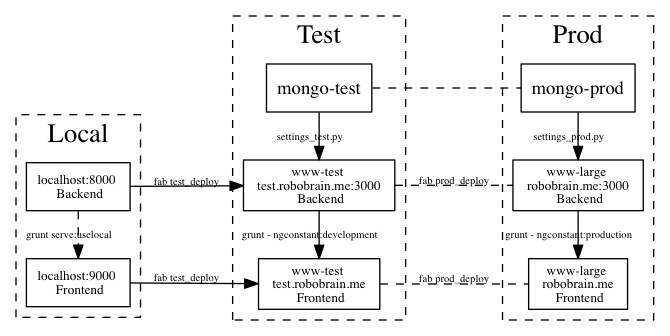 Test
Prod
mongo-test
mongo-prod
Local
settings_test.py
settings_prod.py
localhost:8000
Backend
fab test_deploy
www-test
test.robobrain.me:3000
Backend
fab prod_deploy
www-large
robobrain.me:3000
Backend
grunt serve:uselocal
grunt - ngconstant:development
grunt - ngconstant:production
localhost:9000
Frontend
fab test_deploy
www-test
test.robobrain.me
Frontend
fab prod_deploy
www-large
robobrain.me
Frontend